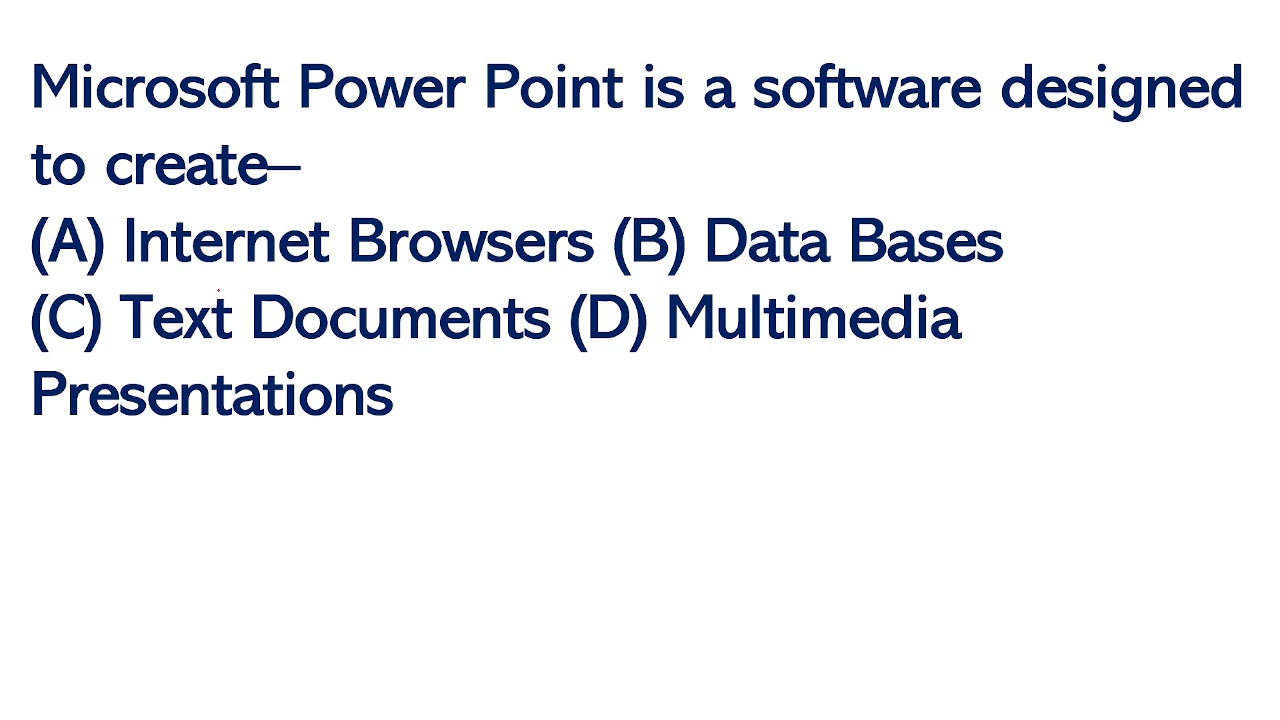 Microsoft Power Point is a software designed
to create–
(A) Internet Browsers (B) Data Bases
(C) Text Documents (D) Multimedia
Presentations